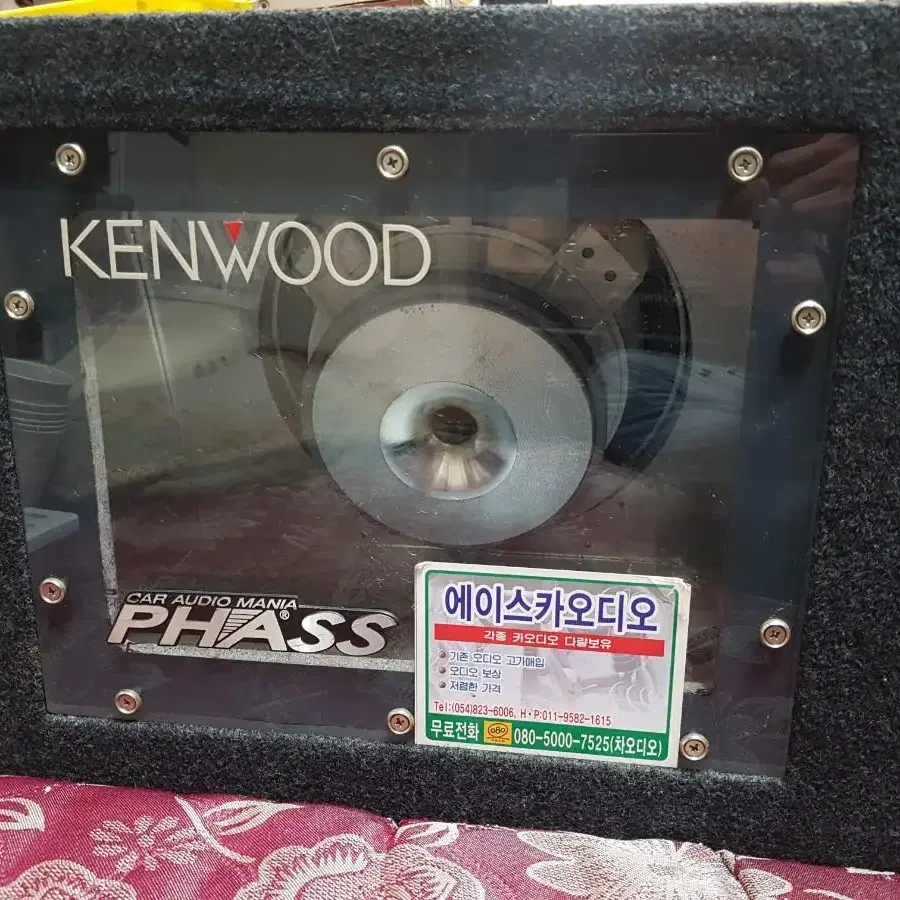 KENWOOD
CAR AUDIO MANIA
PHASS®
에이스카오디오
각종 카오디오 다량보유
기존 오디오 고가매입
오디오 보상
저렴한 가격
Tel:(054)823-6006, H·P:011-9582-1615
무료전화 080 080-5000-7525(차오디오)